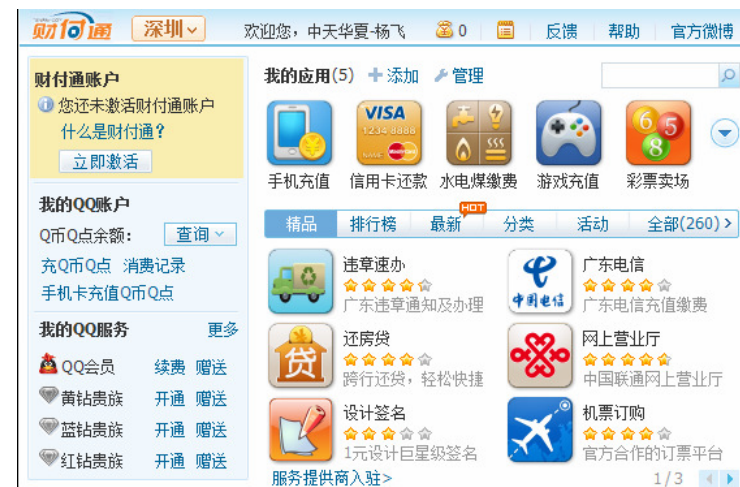 财付通 深圳 欢迎您，中天华夏-杨飞 0 反馈 帮助 官方微博
财付通账户
您还未激活财付通账户
什么是财付通？
立即激活
我的QQ账户
Q币Q点余额： 查询
充Q币Q点 消费记录
手机卡充值Q币Q点
我的QQ服务 更多
QQ会员 续费 赠送
黄钻贵族 开通 赠送
蓝钻贵族 开通 赠送
红钻贵族 开通 赠送
我的应用(5) 添加 管理
VISA
1234 8888
NAME MasterCard
6 5 8
手机充值 信用卡还款 水电煤缴费 游戏充值 彩票卖场
HOT
精品 排行榜 最新 分类 活动 全部(260)>
违章速办
广东违章通知及办理
中国电信
广东电信
广东电信充值缴费
贷
还房贷
跨行还贷，轻松快捷
网上营业厅
中国联通网上营业厅
设计签名
1元设计巨星级签名
机票订购
官方合作的订票平台
服务提供商入驻> 1/3